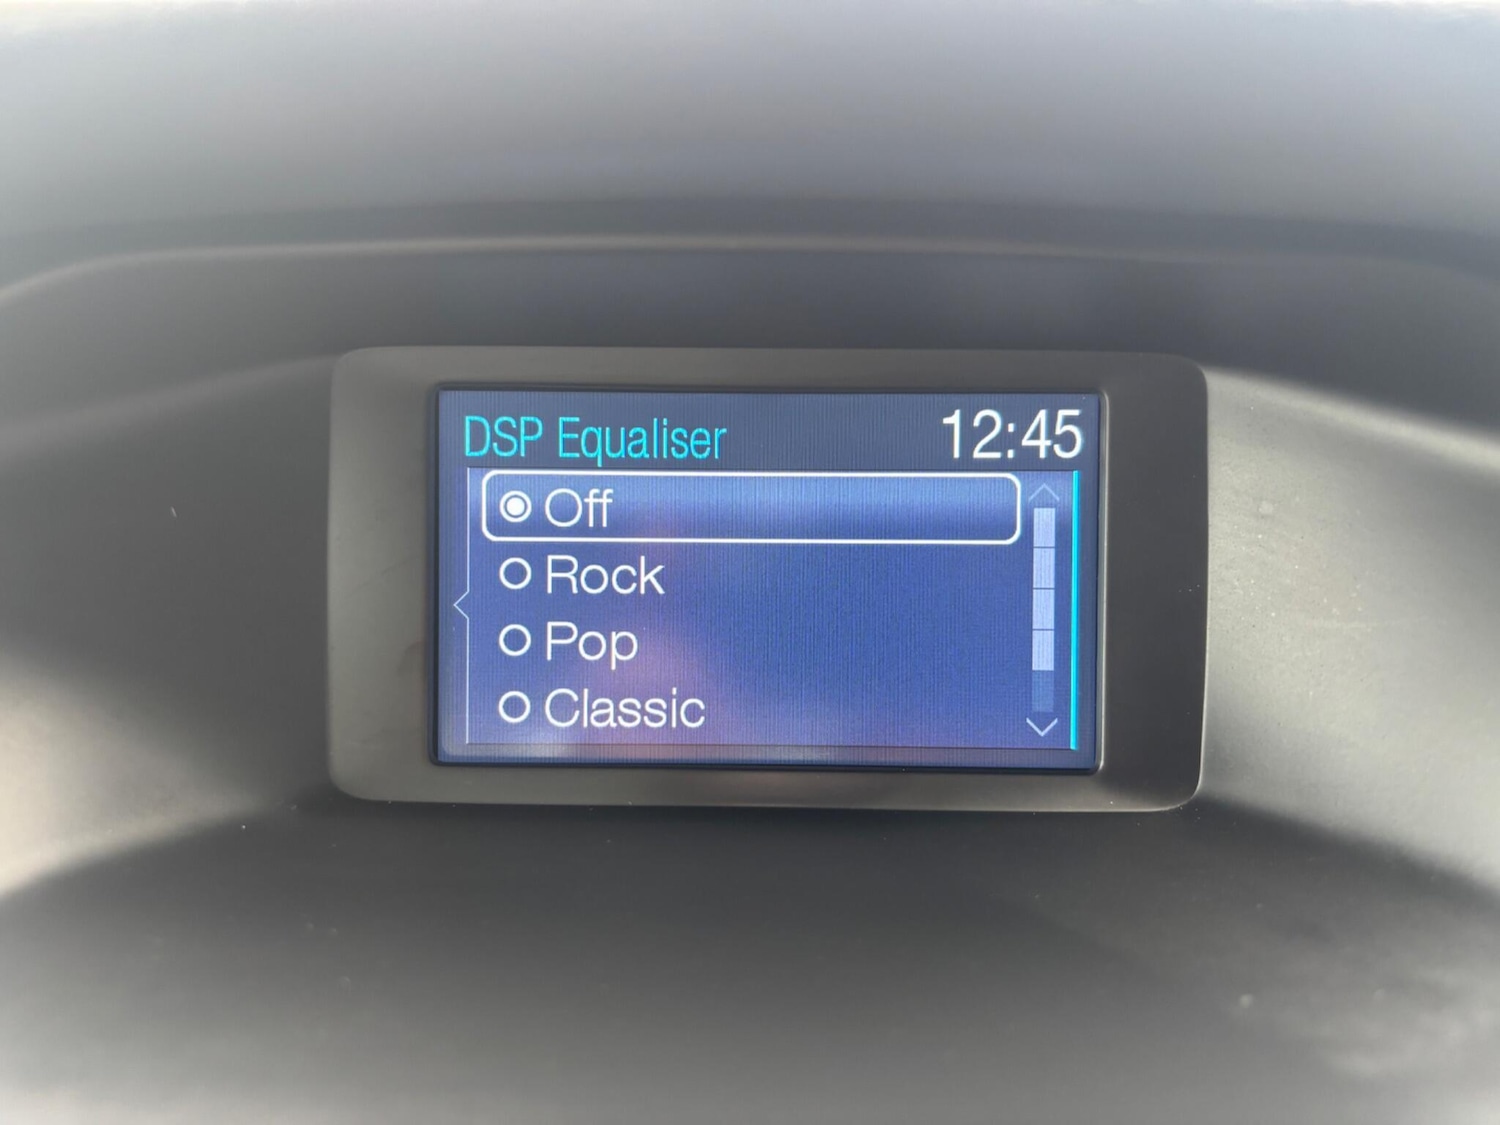 DSP Equaliser 12:45
Off
Rock
Pop
Classic